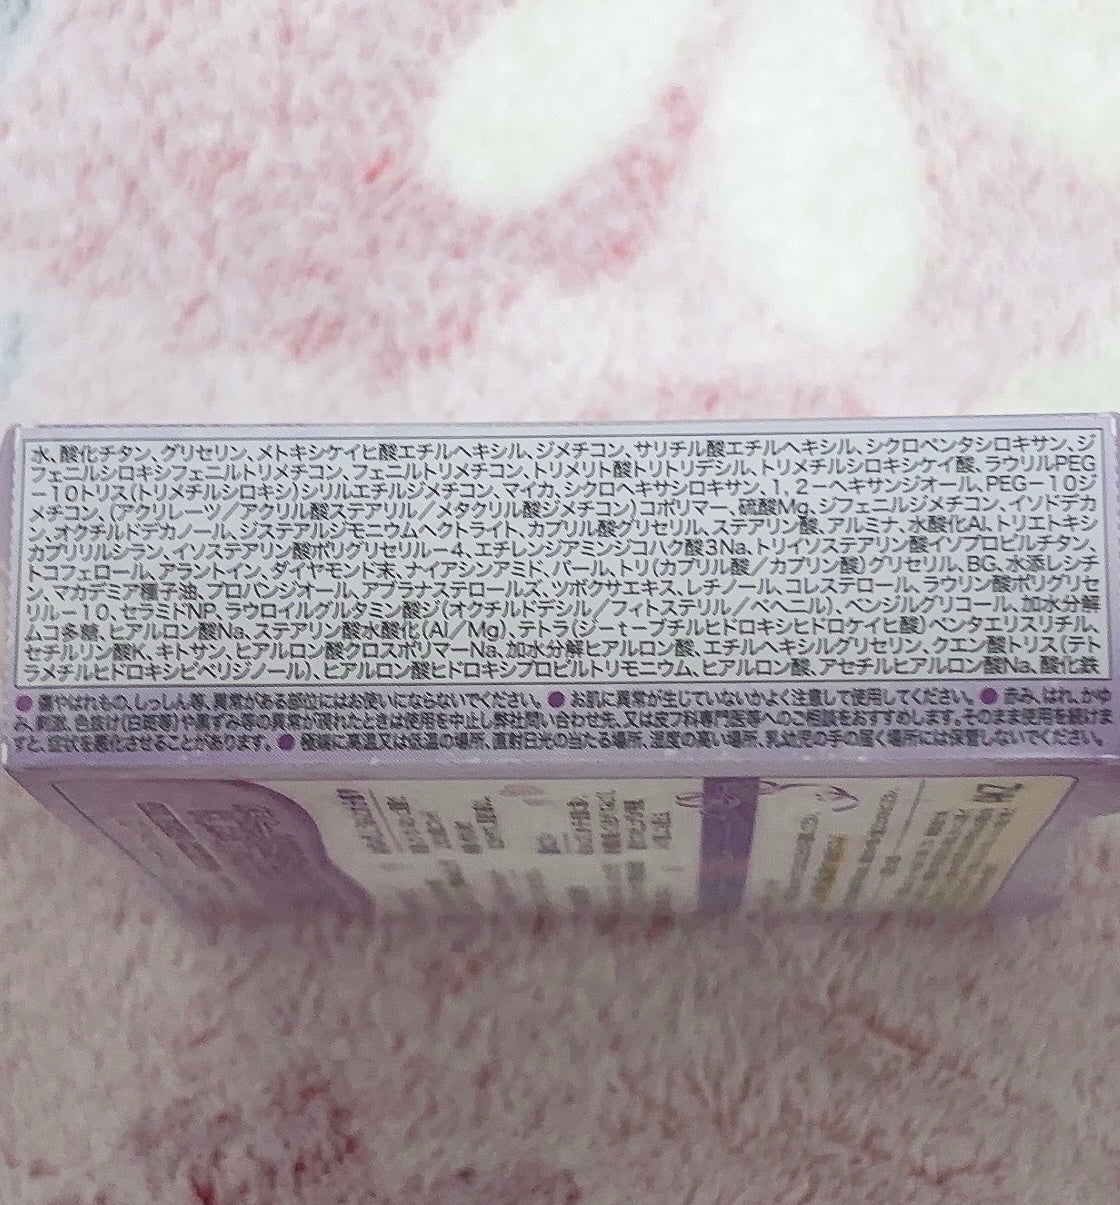 水、酸化チタン、グリセリン、メトキシケイヒ酸エチルヘキシル、ジメチコン、サリチル酸エチルヘキシル、シクロペンタシロキサン、ジ
フェニルシロキシフェニルトリメチコン、フェニルトリメチコン、トリメリト酸トリトリデシル、トリメチルシロキシケイ酸、ラウリルPEG
－10トリス(トリメチルシロキシ)シリルエチルジメチコン、マイカ、シクロヘキサシロキサン、1,2－ヘキサンジオール、PEG－10ジ
メチコン、(アクリレーツ／アクリル酸ステアリル／メタクリル酸ジメチコン)コポリマー、硫酸Mg、ジフェニルジメチコン、イソドデカ
ン、オクチルドデカノール、ジステアルジモニウムヘクトライト、カプリル酸グリセリル、ステアリン酸、アルミナ、水酸化Al、トリエトキシ
カプリリルシラン、イソステアリン酸ポリグリセリル－4、エチレンジアミンジコハク酸3Na、トリイソステアリン酸イソプロピルチタン、
トコフェロール、アラントイン、ダイヤモンド末、ナイアシンアミド、パール、トリ(カプリル酸／カプリン酸)グリセリル、BG、水添レシチ
ン、マカデミア種子油、プロパンジオール、アブラナステロールズ、ツボクサエキス、レチノール、コレステロール、ラウリン酸ポリグセ
リル－10、セラミドNP、ラウロイルグルタミン酸ジ(オクチルドデシル／フィトステリル／ベヘニル)、ベンジルグリコール、加水分解
ムコ多糖、ヒアルロン酸Na、ステアリン酸水酸化(Al／Mg)、テトラ(ジーtーブチルヒドロキシヒドロケイヒ酸)ペンタエリスリチル、
セチルリン酸K、キトサン、ヒアルロン酸クロスポリマーNa、加水分解ヒアルロン酸、エチルヘキシルグリセリン、クエン酸トリス(テト
ラメチルヒドロキシピペリジノール)、ヒアルロン酸ヒドロキシプロピルトリモニウム、ヒアルロン酸、アセチルヒアルロン酸Na、酸化鉄
●傷やはれもの、しっしん等、異常がある部位にはお使いにならないでください。●お肌に異常が生じていないかよく注意して使用してください。●赤み、はれ、かゆ
み、刺激、色抜け(白斑等)や黒ずみ等の異常が現れたときは使用を中止し弊社問い合わせ先、又は皮フ科専門医等へのご相談をおすすめします。そのまま使用を続けま
すと、症状を悪化させることがあります。●極端に高温又は低温の場所、直射日光の当たる場所、湿度の高い場所、乳幼児の手の届く場所には保管しないでください。